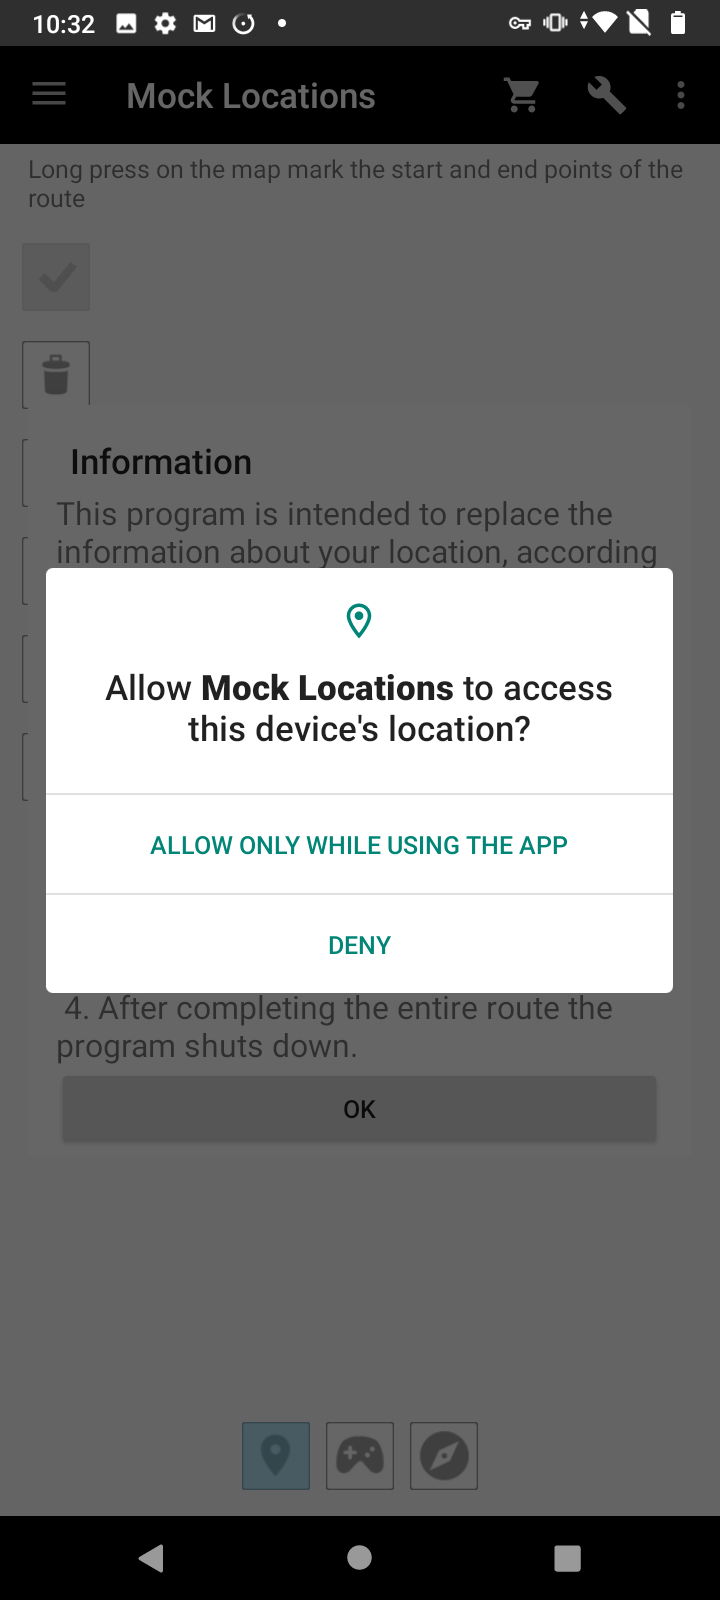 10:32
Mock Locations
Long press on the map mark the start and end points of the
route
Information
This program is intended to replace the
information about your location, according
Allow Mock Locations to access
this device's location?
ALLOW ONLY WHILE USING THE APP
DENY
4. After completing the entire route the
program shuts down.
OK